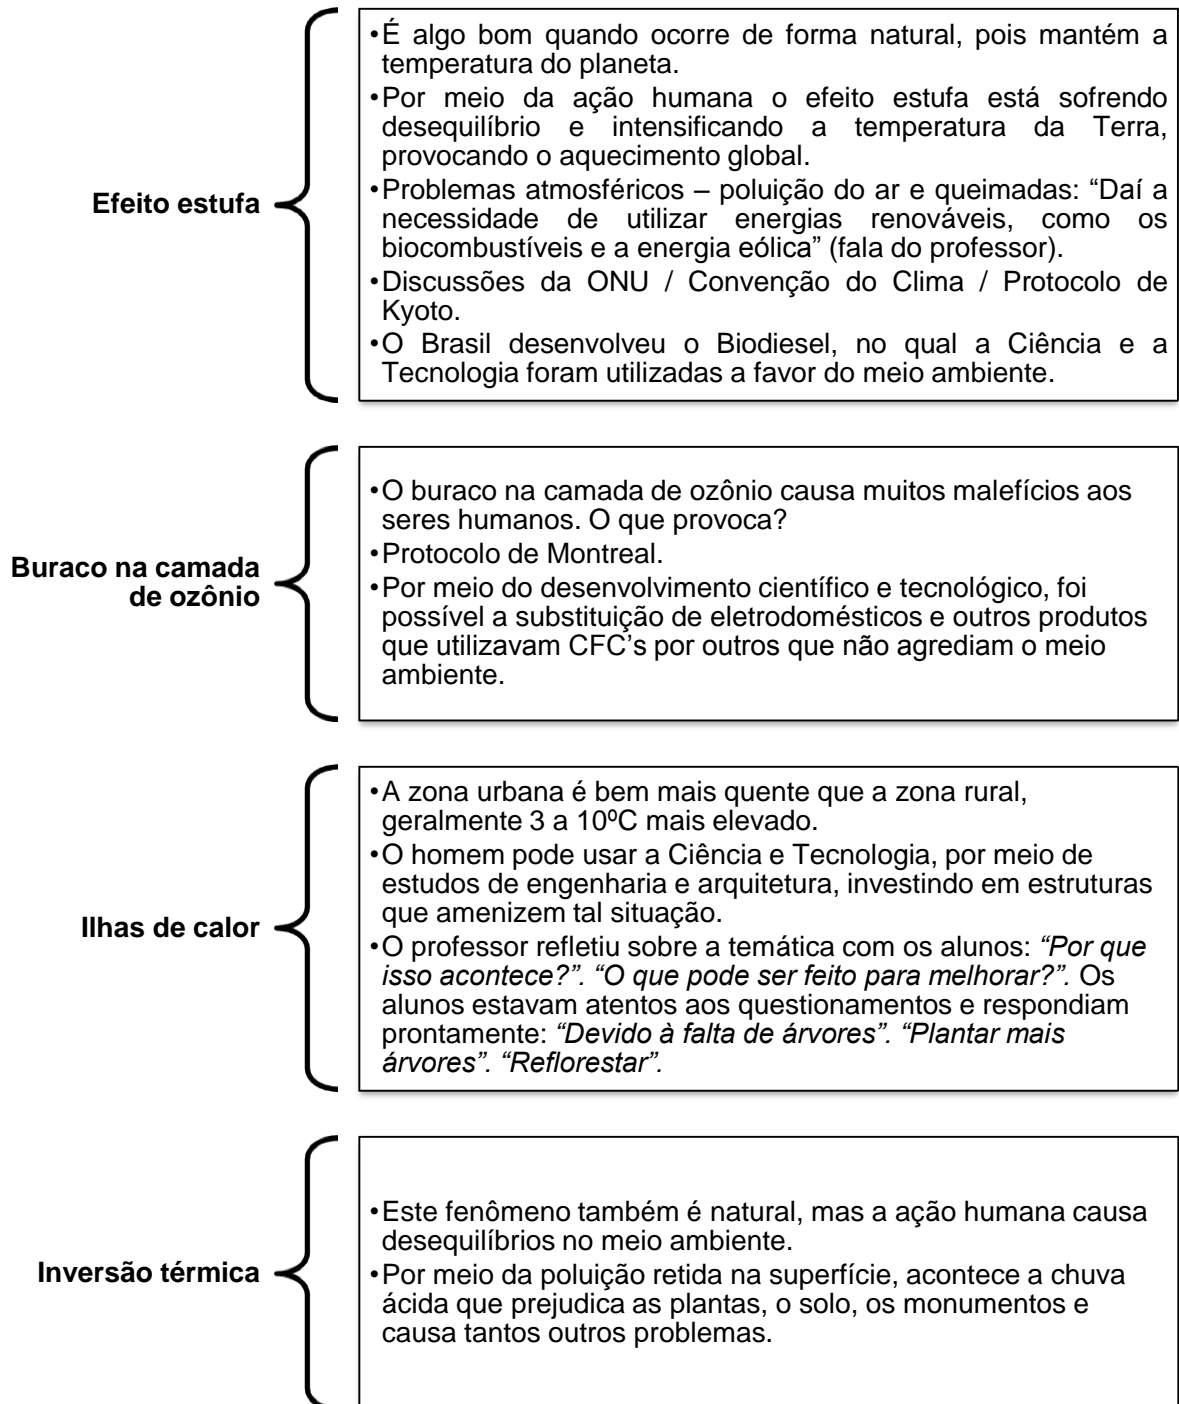 Efeito estufa
•É algo bom quando ocorre de forma natural, pois mantém a
temperatura do planeta.
•Por meio da ação humana o efeito estufa está sofrendo
desequilíbrio e intensificando a temperatura da Terra,
provocando o aquecimento global.
•Problemas atmosféricos – poluição do ar e queimadas: “Daí a
necessidade de utilizar energias renováveis, como os
biocombustíveis e a energia eólica” (fala do professor).
•Discussões da ONU / Convenção do Clima / Protocolo de
Kyoto.
•O Brasil desenvolveu o Biodiesel, no qual a Ciência e a
Tecnologia foram utilizadas a favor do meio ambiente.
Buraco na camada
de ozônio
•O buraco na camada de ozônio causa muitos malefícios aos
seres humanos. O que provoca?
•Protocolo de Montreal.
•Por meio do desenvolvimento científico e tecnológico, foi
possível a substituição de eletrodomésticos e outros produtos
que utilizavam CFC’s por outros que não agrediam o meio
ambiente.
Ilhas de calor
•A zona urbana é bem mais quente que a zona rural,
geralmente 3 a 10ºC mais elevado.
•O homem pode usar a Ciência e Tecnologia, por meio de
estudos de engenharia e arquitetura, investindo em estruturas
que amenizem tal situação.
•O professor refletiu sobre a temática com os alunos: “Por que
isso acontece?”. “O que pode ser feito para melhorar?”. Os
alunos estavam atentos aos questionamentos e respondiam
prontamente: “Devido à falta de árvores”. “Plantar mais
árvores”. “Reflorestar”.
Inversão térmica
•Este fenômeno também é natural, mas a ação humana causa
desequilíbrios no meio ambiente.
•Por meio da poluição retida na superfície, acontece a chuva
ácida que prejudica as plantas, o solo, os monumentos e
causa tantos outros problemas.